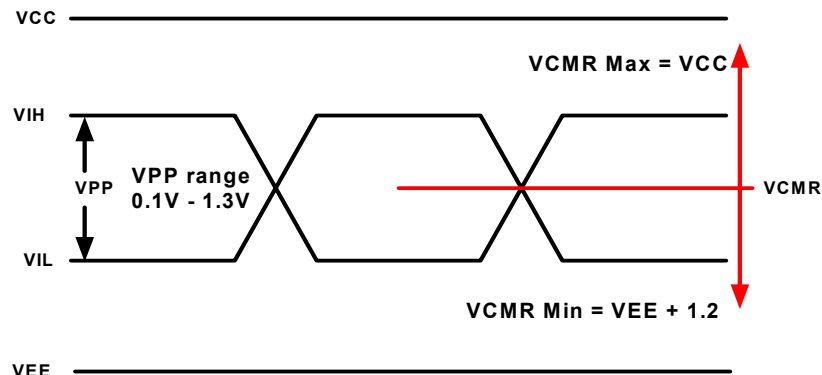 VCC
VCMR Max = VCC
VIH
VPP
VPP range
0.1V - 1.3V
VCMR
VIL
VCMR Min = VEE + 1.2
VEE